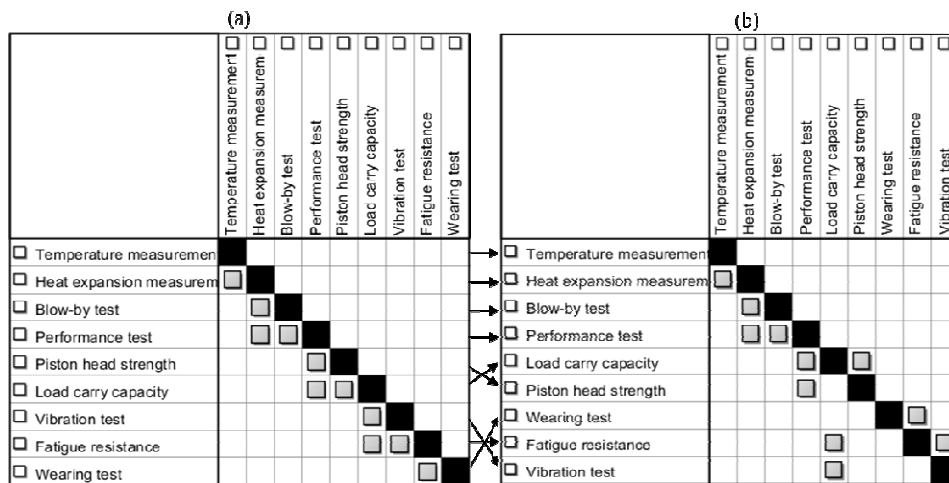 (a)
(b)
Temperature measurement
Heat expansion measurem
Blow-by test
Performance test
Piston head strength
Load carry capacity
Vibration test
Fatigue resistance
Wearing test
Temperature measurement
Heat expansion measurem
Blow-by test
Performance test
Load carry capacity
Piston head strength
Wearing test
Fatigue resistance
Vibration test
Temperature measuremen
Heat expansion measurem
Blow-by test
Performance test
Piston head strength
Load carry capacity
Vibration test
Fatigue resistance
Wearing test
Temperature measuremen
Heat expansion measurem
Blow-by test
Performance test
Load carry capacity
Piston head strength
Wearing test
Fatigue resistance
Vibration test